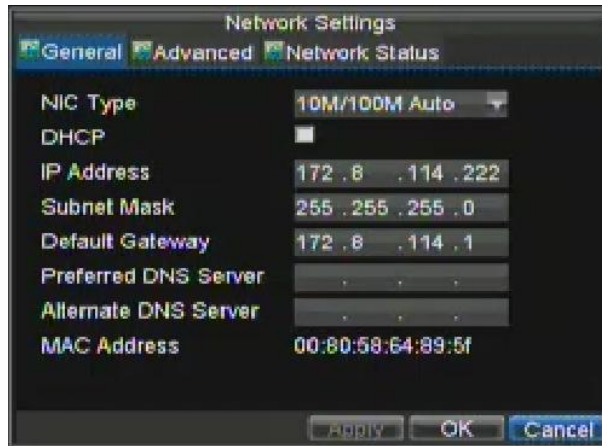 Network Settings
General Advanced Network Status
NIC Type 10M/100M Auto
DHCP
IP Address 172 .8 .114 .222
Subnet Mask 255 .255 .255 .0
Default Gateway 172 .8 .114 .1
Preferred DNS Server . . .
Alternate DNS Server . . .
MAC Address 00:80:58:64:89:5f
Apply OK Cancel